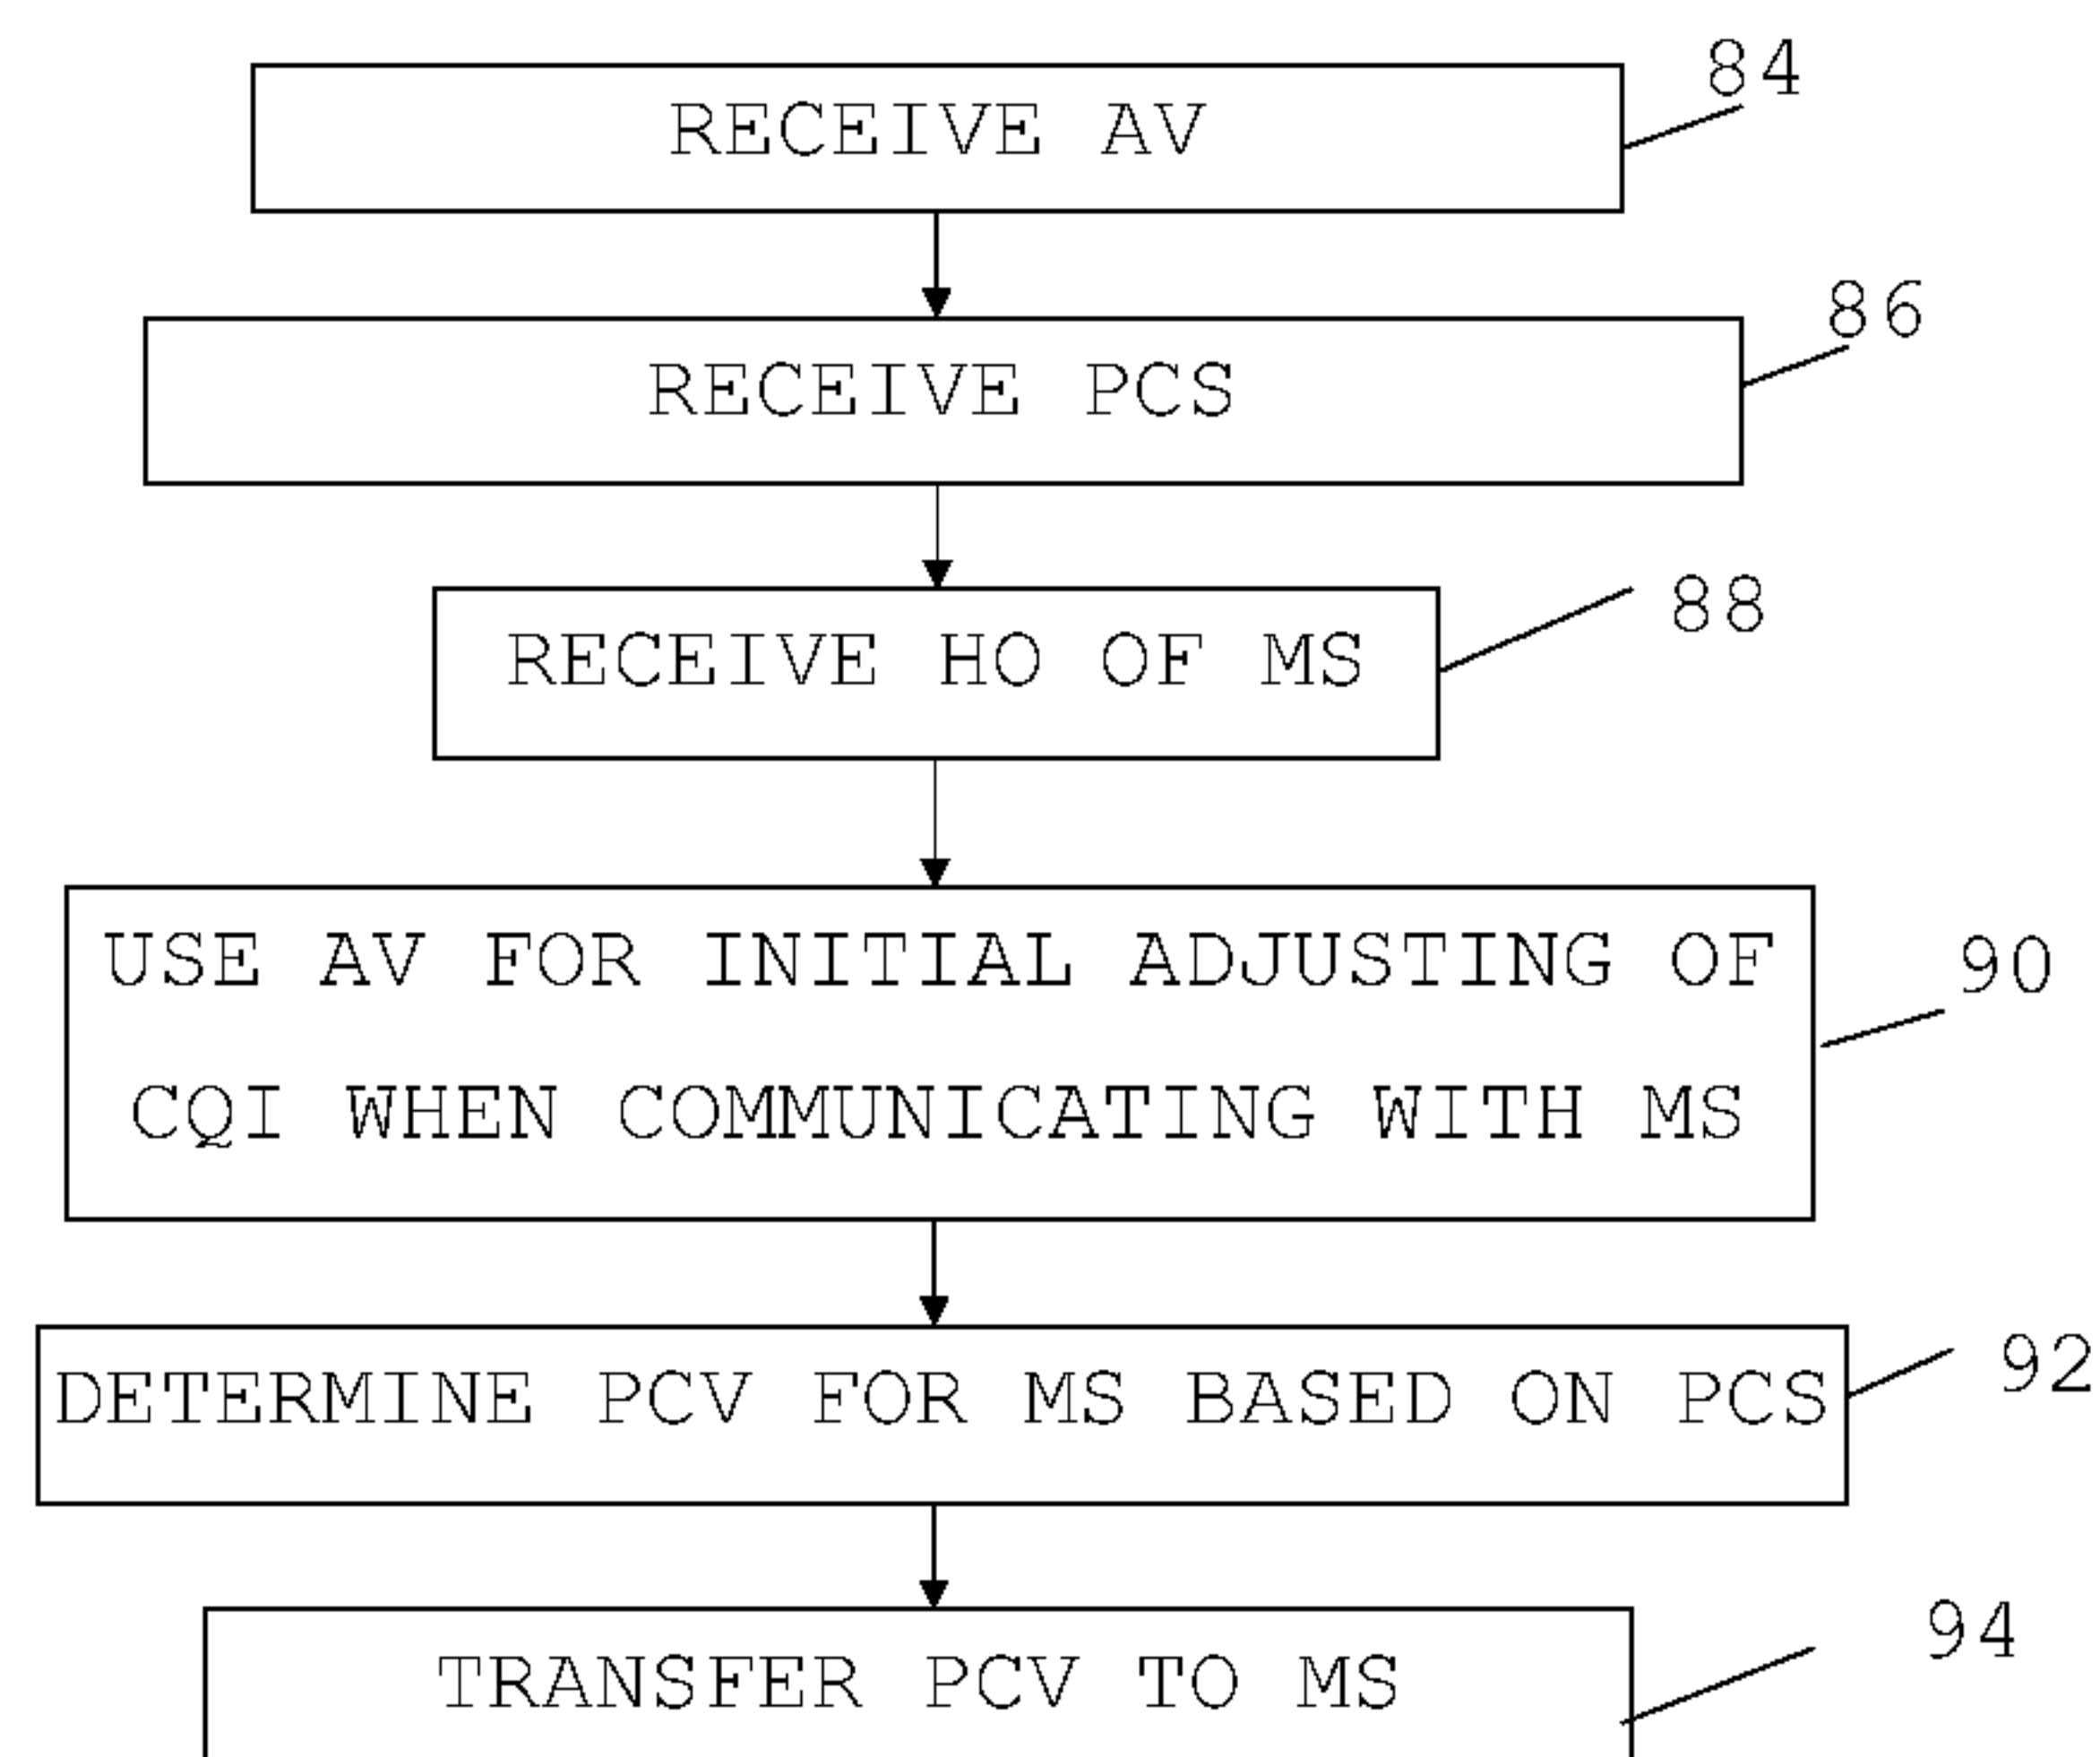 84
RECEIVE AV
86
RECEIVE PCS
88
RECEIVE HO OF MS
USE AV FOR INITIAL ADJUSTING OF
90
CQI WHEN COMMUNICATING WITH MS
92
DETERMINE PCV FOR MS BASED ON PCS
94
TRANSFER PCV TO MS